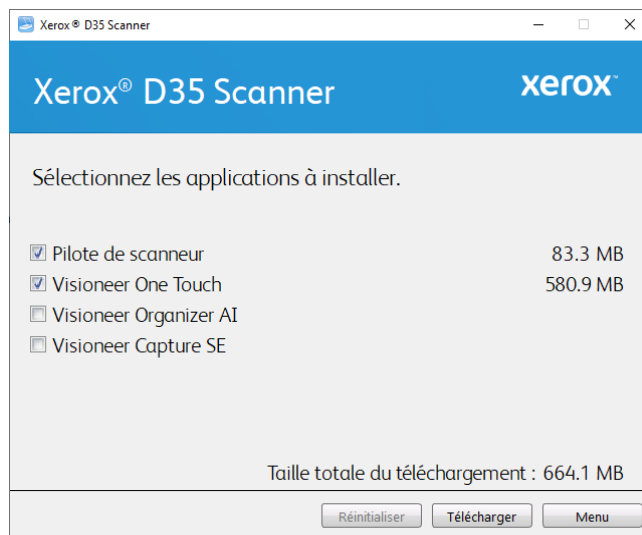 Xerox® D35 Scanner
Xerox® D35 Scanner
xerox™
Sélectionnez les applications à installer.
Pilote de scanneur 83.3 MB
Visioneer One Touch 580.9 MB
Visioneer Organizer AI
Visioneer Capture SE
Taille totale du téléchargement : 664.1 MB
Réinitialiser Télécharger Menu